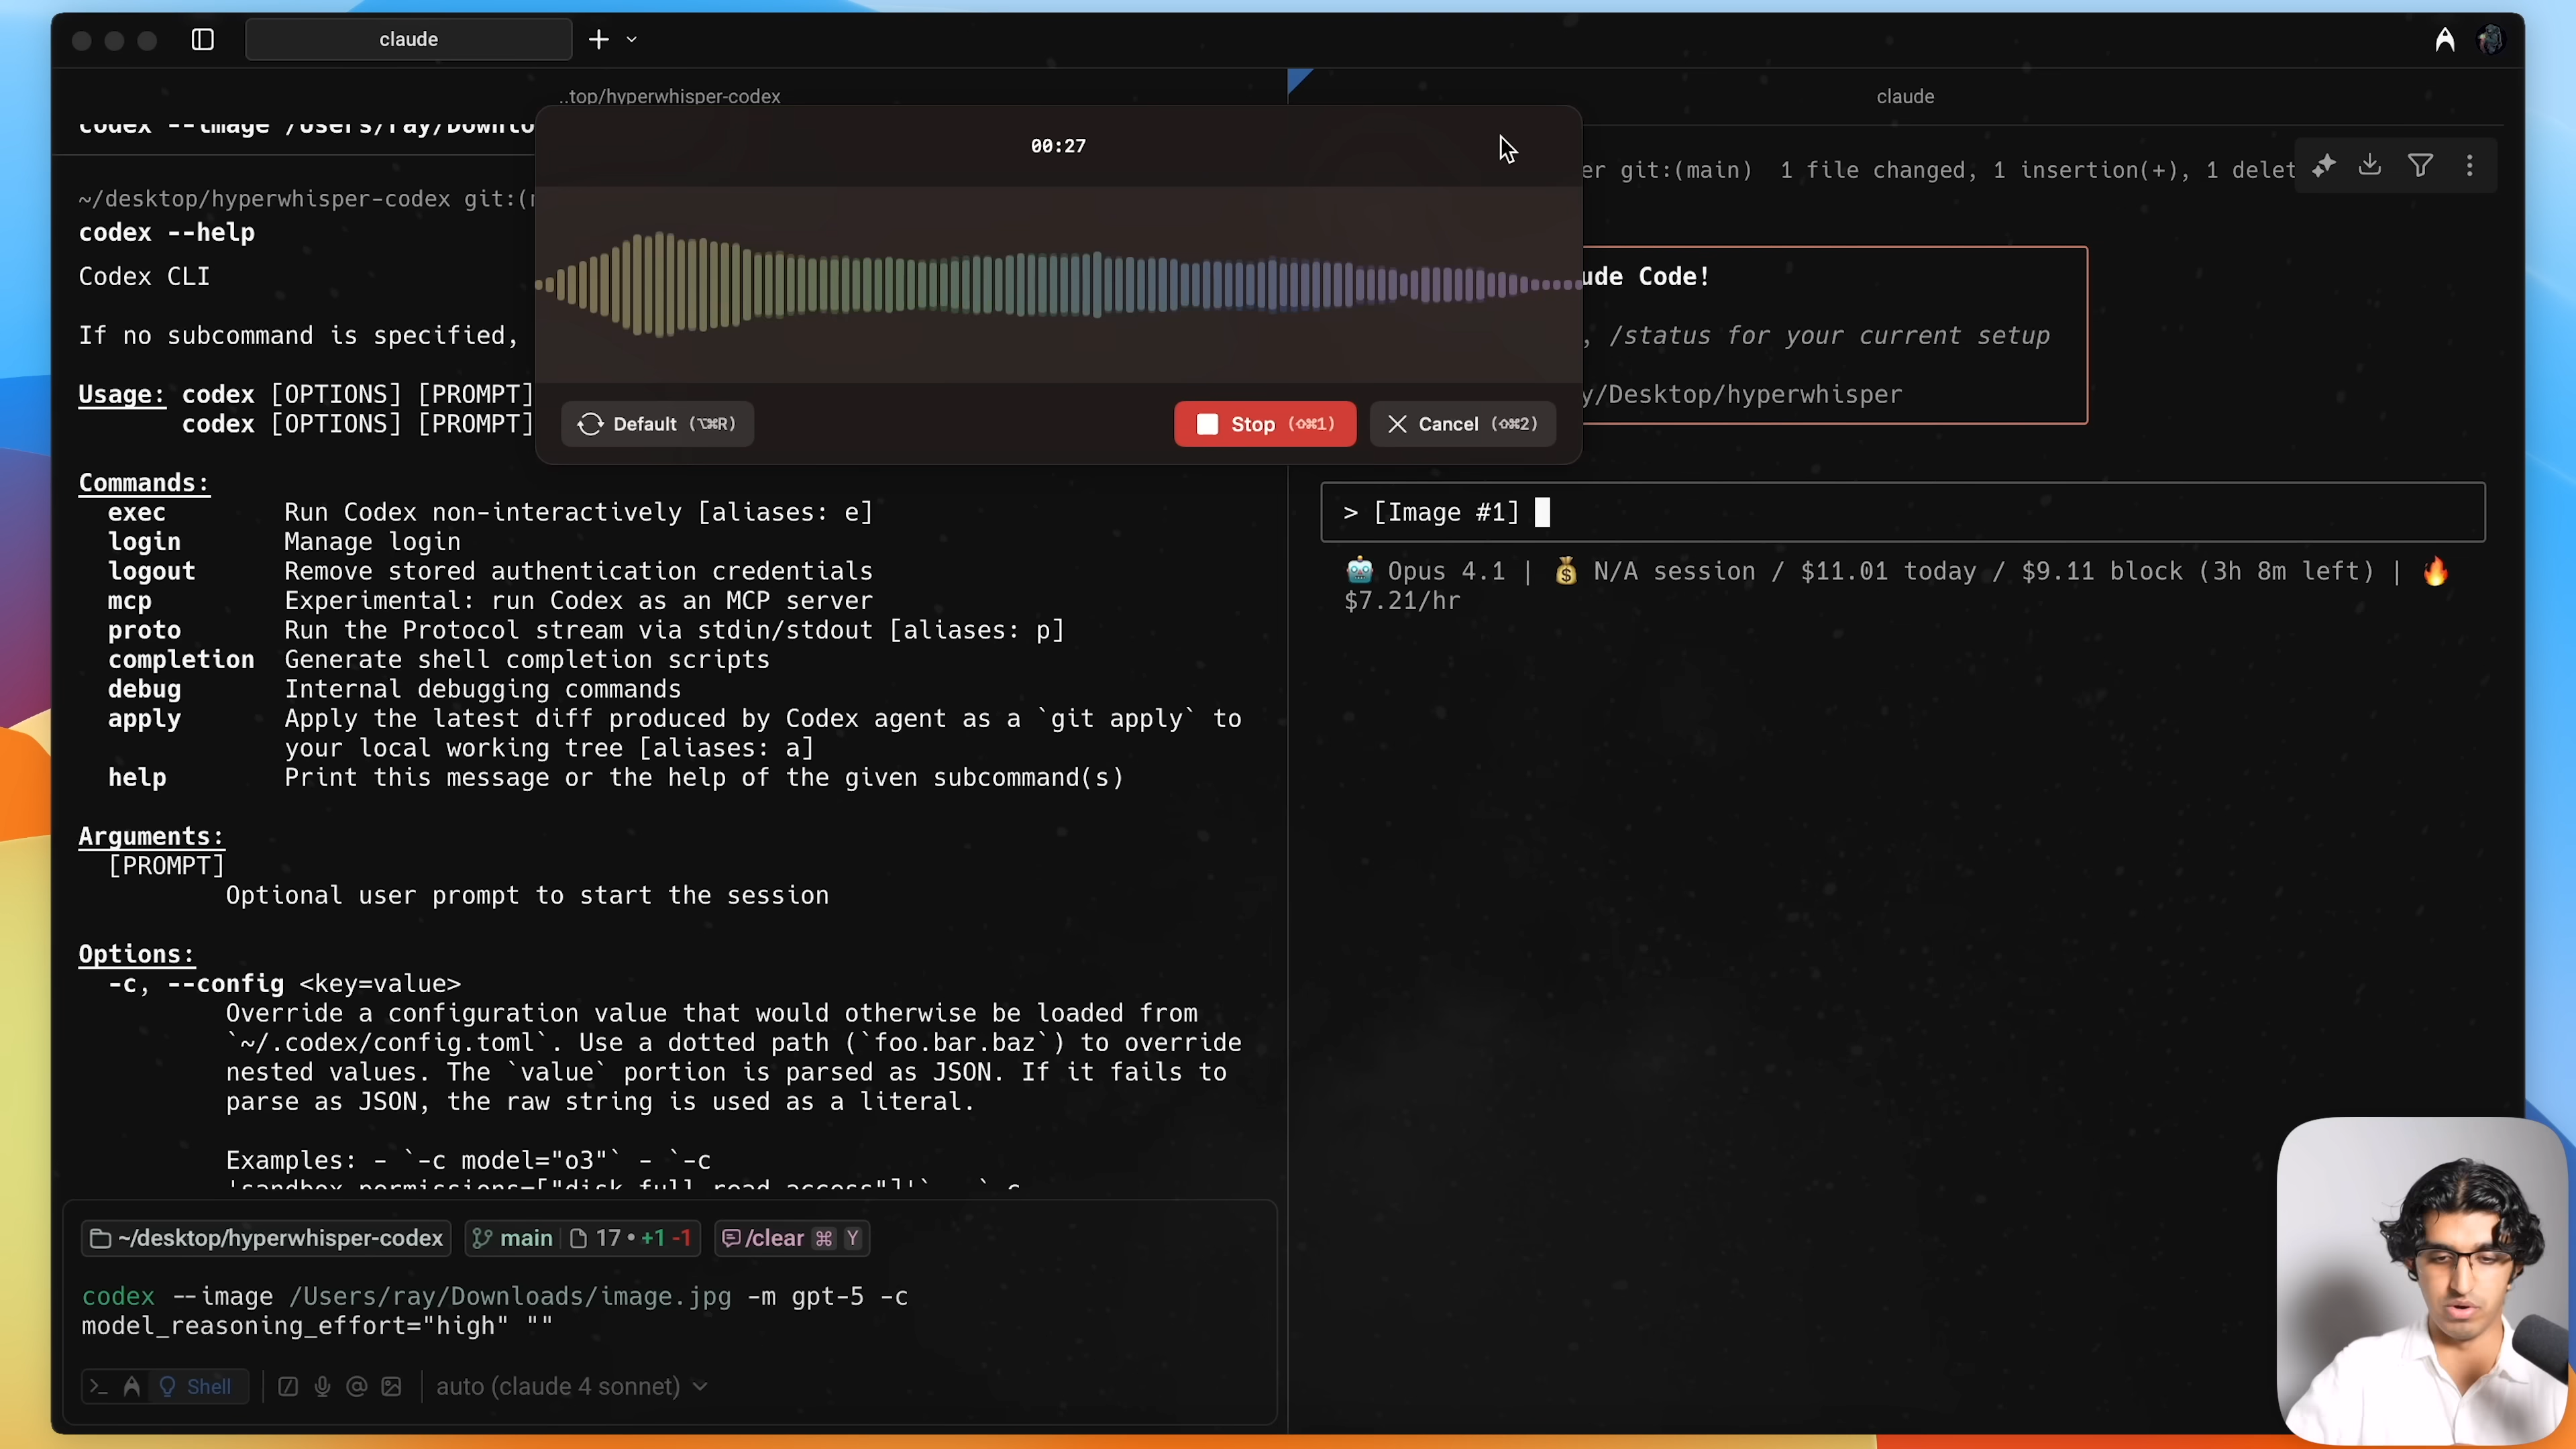 claude
..top/hyperwhisper-codex
claude
codex --image /Users/ray/Downlo
~/desktop/hyperwhisper-codex git:(
codex --help
Codex CLI
If no subcommand is specified,
Usage: codex [OPTIONS] [PROMPT]
codex [OPTIONS] [PROMPT]
Commands:
exec Run Codex non-interactively [aliases: e]
login Manage login
logout Remove stored authentication credentials
mcp Experimental: run Codex as an MCP server
proto Run the Protocol stream via stdin/stdout [aliases: p]
completion Generate shell completion scripts
debug Internal debugging commands
apply Apply the latest diff produced by Codex agent as a `git apply` to
your local working tree [aliases: a]
help Print this message or the help of the given subcommand(s)
Arguments:
[PROMPT]
Optional user prompt to start the session
Options:
-c, --config <key=value>
Override a configuration value that would otherwise be loaded from
`~/.codex/config.toml`. Use a dotted path (`foo.bar.baz`) to override
nested values. The `value` portion is parsed as JSON. If it fails to
parse as JSON, the raw string is used as a literal.
Examples: - `-c model="o3"` - `-c
'sandbox_permissions=["disk-full-read-access"]'` - `-c
~/desktop/hyperwhisper-codex main 17 • +1 -1 /clear ⌘ Y
codex --image /Users/ray/Downloads/image.jpg -m gpt-5 -c
model_reasoning_effort="high" ""
Shell auto (claude 4 sonnet)
00:27
Default (⌥⌘R) Stop (⇧⌘1) Cancel (⇧⌘2)
er git:(main) 1 file changed, 1 insertion(+), 1 delet
ude Code!
, /status for your current setup
y/Desktop/hyperwhisper
> [Image #1]
🤖 Opus 4.1 | 💰 N/A session / $11.01 today / $9.11 block (3h 8m left) | 🔥
$7.21/hr